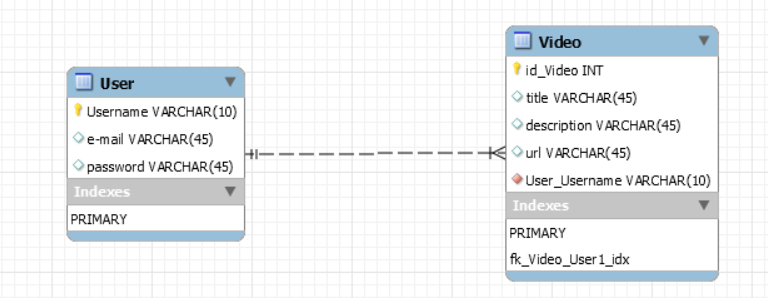 User
Username VARCHAR(10)
e-mail VARCHAR(45)
password VARCHAR(45)
Indexes
PRIMARY
Video
id_Video INT
title VARCHAR(45)
description VARCHAR(45)
url VARCHAR(45)
User_Username VARCHAR(10)
Indexes
PRIMARY
fk_Video_User1_idx